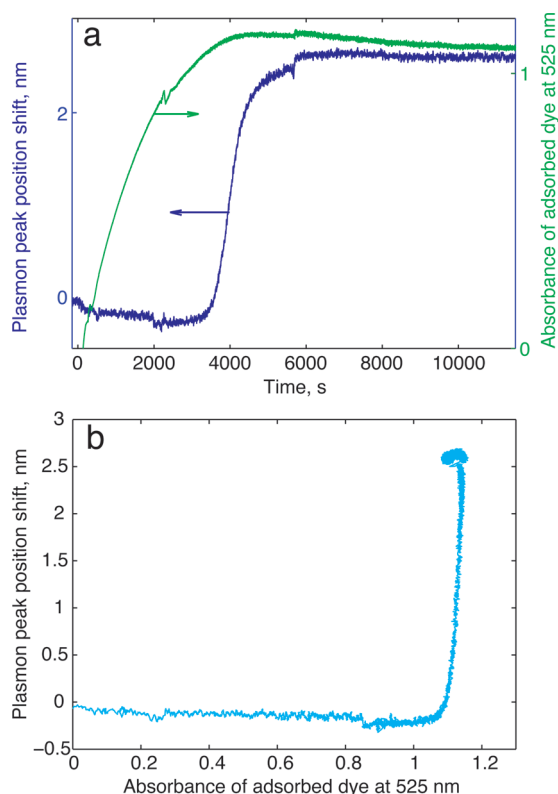 a
Plasmon peak position shift, nm
2
0
1
0
Absorbance of adsorbed dye at 525 nm
0 2000 4000 6000 8000 10000
Time, s
b
Plasmon peak position shift, nm
3
2.5
2
1.5
1
0.5
0
−0.5
0 0.2 0.4 0.6 0.8 1 1.2
Absorbance of adsorbed dye at 525 nm